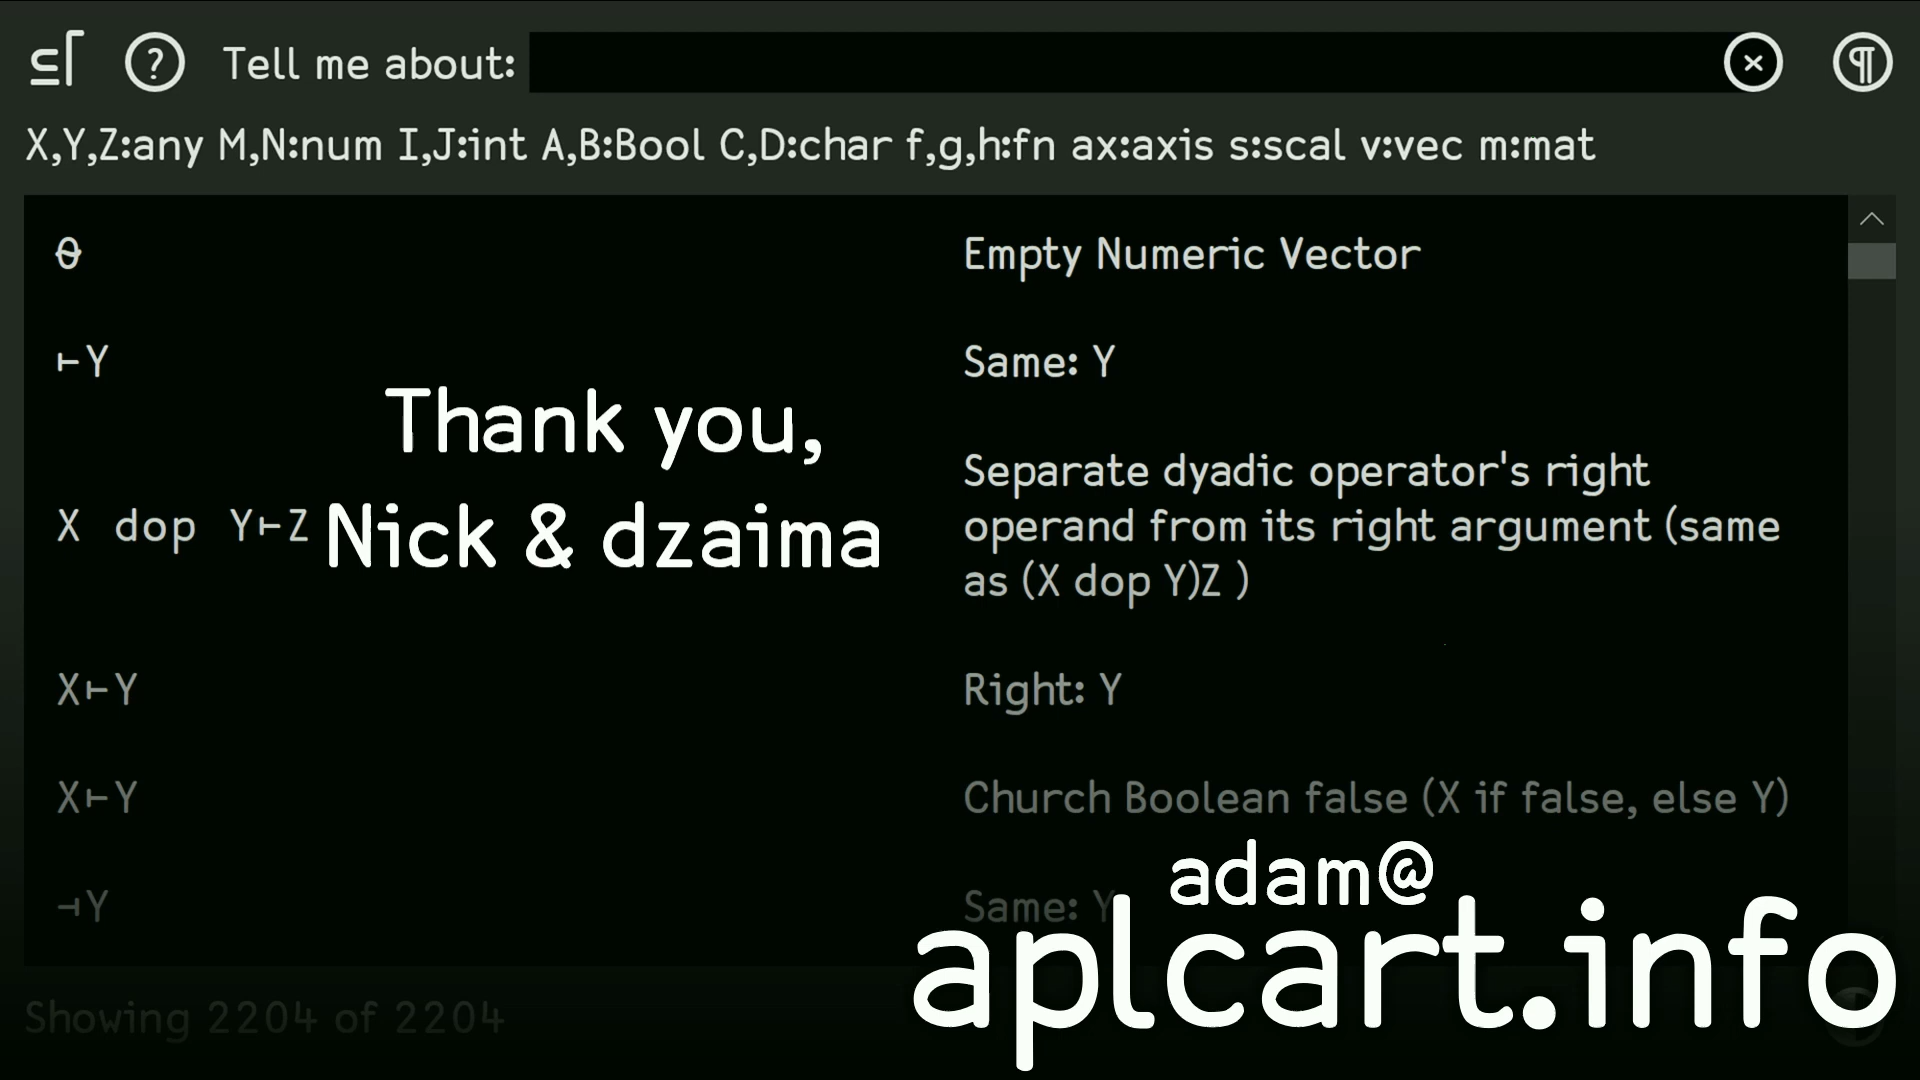 ⊆⌈ ? Tell me about: × ¶
X,Y,Z:any M,N:num I,J:int A,B:Bool C,D:char f,g,h:fn ax:axis s:scal v:vec m:mat
⍬ Empty Numeric Vector
⊢Y Same: Y
Thank you,
Nick & dzaima
X dop Y⊢Z Separate dyadic operator's right
operand from its right argument (same
as (X dop Y)Z )
X⊢Y Right: Y
X⊢Y Church Boolean false (X if false, else Y)
⊣Y Same: Y
adam@
aplcart.info
Showing 2204 of 2204